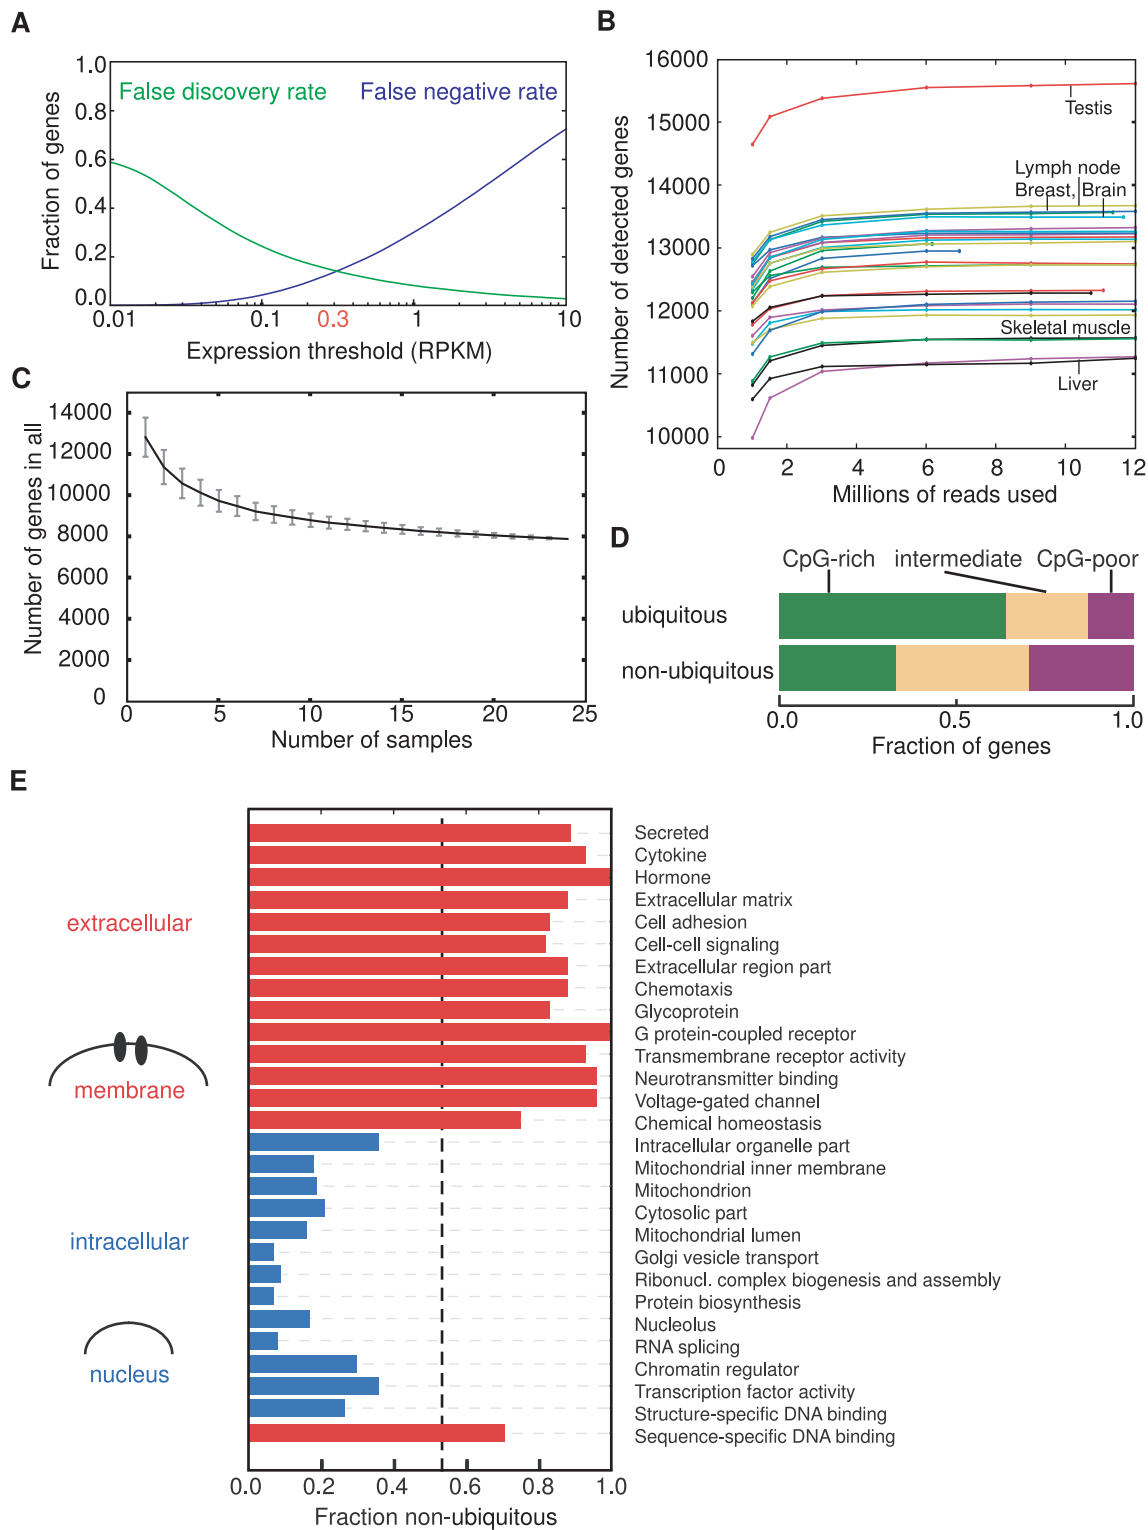 A
1.0
0.8
0.6
0.4
0.2
0.0
Fraction of genes
False discovery rate
False negative rate
0.01
0.1
0.3
1
10
Expression threshold (RPKM)
B
16000
15000
14000
13000
12000
11000
10000
Number of detected genes
Testis
Lymph node
Breast, Brain
Skeletal muscle
Liver
0
2
4
6
8
10
12
Millions of reads used
C
14000
12000
10000
8000
6000
4000
2000
0
Number of genes in all
0
5
10
15
20
25
Number of samples
D
CpG-rich
intermediate
CpG-poor
ubiquitous
non-ubiquitous
0.0
0.5
1.0
Fraction of genes
E
extracellular
membrane
intracellular
nucleus
Secreted
Cytokine
Hormone
Extracellular matrix
Cell adhesion
Cell-cell signaling
Extracellular region part
Chemotaxis
Glycoprotein
G protein-coupled receptor
Transmembrane receptor activity
Neurotransmitter binding
Voltage-gated channel
Chemical homeostasis
Intracellular organelle part
Mitochondrial inner membrane
Mitochondrion
Cytosolic part
Mitochondrial lumen
Golgi vesicle transport
Ribonucl. complex biogenesis and assembly
Protein biosynthesis
Nucleolus
RNA splicing
Chromatin regulator
Transcription factor activity
Structure-specific DNA binding
Sequence-specific DNA binding
0.0
0.2
0.4
0.6
0.8
1.0
Fraction non-ubiquitous